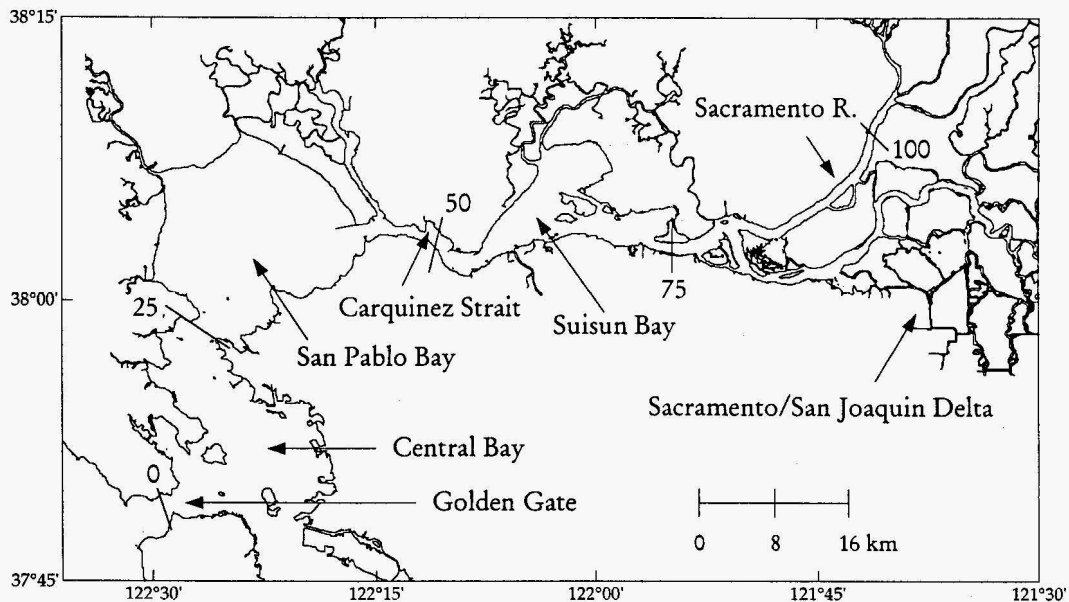 38°15'
Sacramento R.
100
50
Carquinez Strait
Suisun Bay
75
38°00'
25
San Pablo Bay
Sacramento/San Joaquin Delta
Central Bay
0
Golden Gate
0 8 16 km
37°45'
122°30' 122°15' 122°00' 121°45' 121°30'